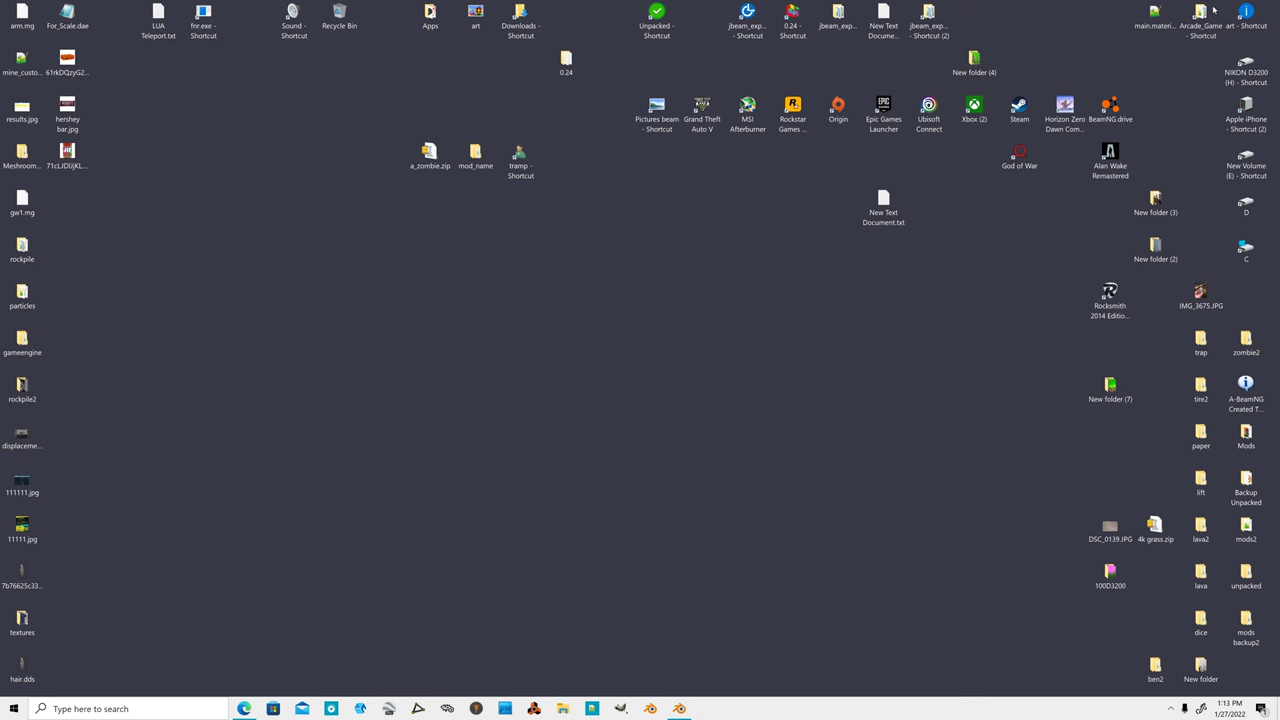 arm.mg
For_Scale.dae
LUA
Teleport.txt
fnr.exe -
Shortcut
Sound -
Shortcut
Recycle Bin
Apps
art
Downloads -
Shortcut
Unpacked -
Shortcut
jbeam_exp...
- Shortcut
0.24 -
Shortcut
jbeam_exp...
New Text
Docume...
jbeam_exp...
- Shortcut (2)
main.materi...
Arcade_Game
- Shortcut
art - Shortcut
mine_custo...
61rkDQzyG2...
0.24
New folder (4)
NIKON D3200
(H) - Shortcut
results.jpg
hershey
bar.jpg
Pictures beam
- Shortcut
Grand Theft
Auto V
MSI
Afterburner
Rockstar
Games ...
Origin
Epic Games
Launcher
Ubisoft
Connect
Xbox (2)
Steam
Horizon Zero
Dawn Com...
BeamNG.drive
Apple iPhone
- Shortcut (2)
Meshroom...
71cLJDUjKL...
a_zombie.zip
mod_name
tramp -
Shortcut
God of War
Alan Wake
Remastered
New Volume
(E) - Shortcut
gw1.mg
New Text
Document.txt
New folder (3)
D
rockpile
New folder (2)
C
particles
Rocksmith
2014 Editio...
IMG_3675.JPG
gameengine
trap
zombie2
rockpile2
New folder (7)
tire2
A-BeamNG
Created T...
displaceme...
paper
Mods
111111.jpg
lift
Backup
Unpacked
11111.jpg
DSC_0139.JPG
4k grass.zip
lava2
mods2
7b76625c33...
100D3200
lava
unpacked
textures
dice
mods
backup2
hair.dds
ben2
New folder
Type here to search
1:13 PM
1/27/2022